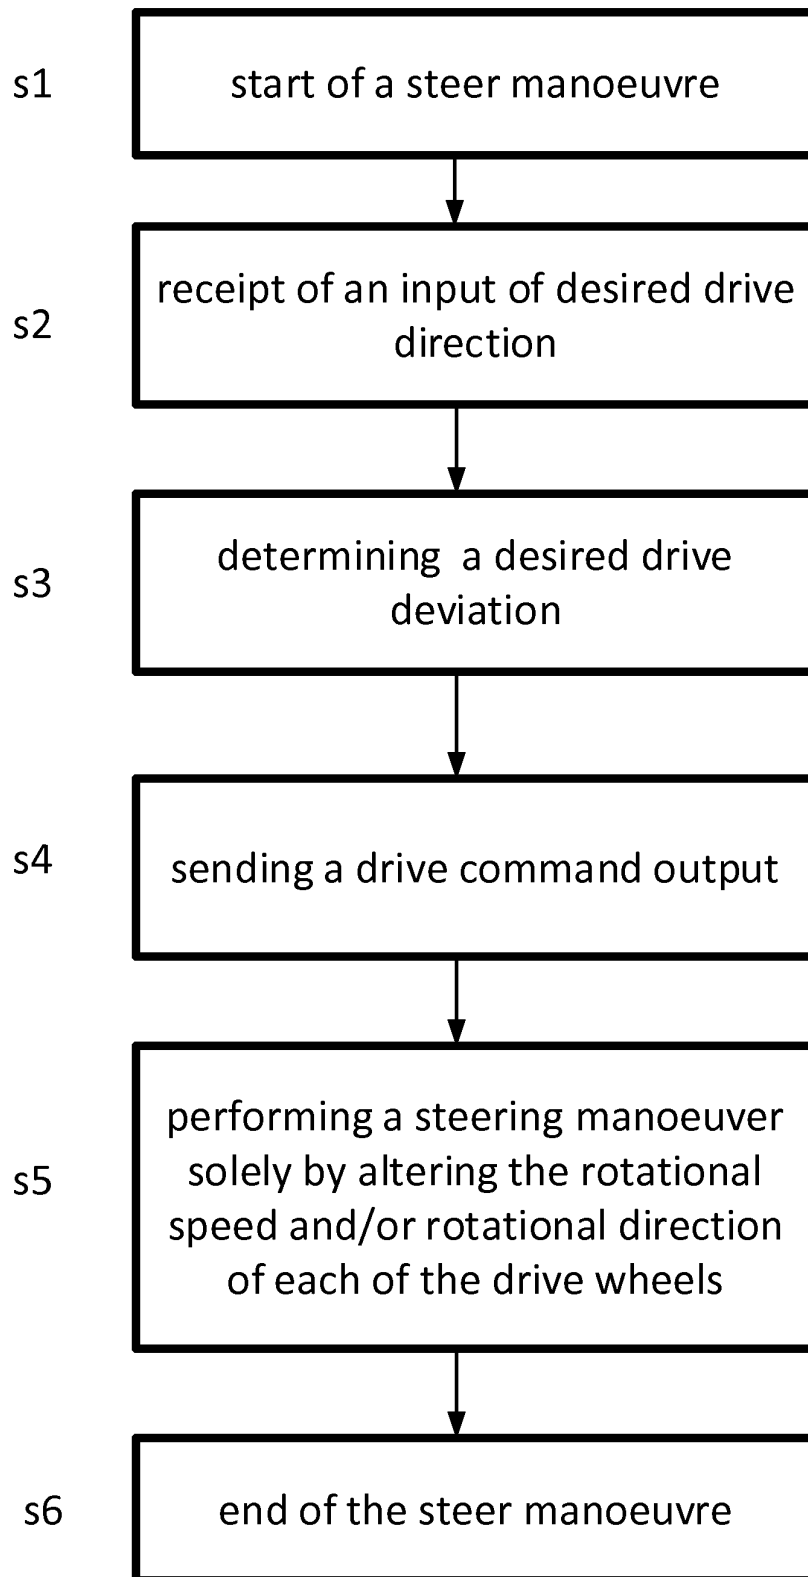 s1
start of a steer manoeuvre
s2
receipt of an input of desired drive
direction
s3
determining a desired drive
deviation
s4
sending a drive command output
s5
performing a steering manoeuver
solely by altering the rotational
speed and/or rotational direction
of each of the drive wheels
s6
end of the steer manoeuvre